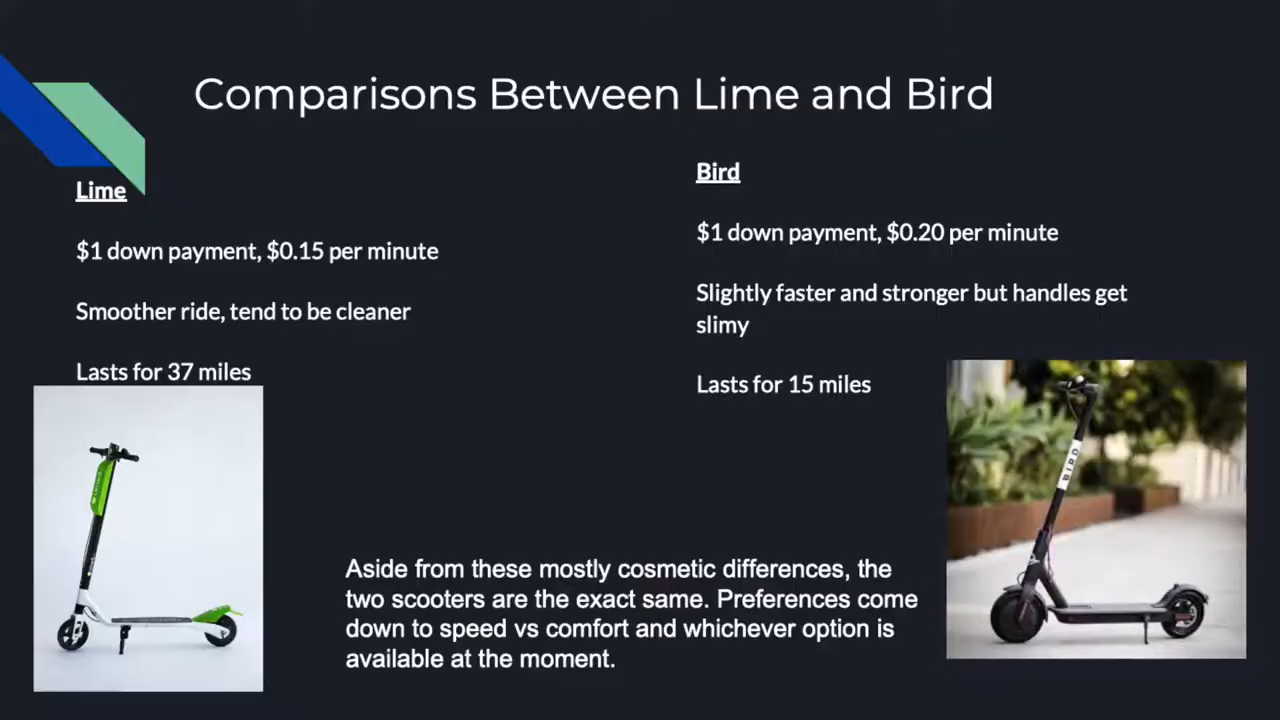 Comparisons Between Lime and Bird
Lime
$1 down payment, $0.15 per minute
Smoother ride, tend to be cleaner
Lasts for 37 miles
Bird
$1 down payment, $0.20 per minute
Slightly faster and stronger but handles get
slimy
Lasts for 15 miles
BIRD
Aside from these mostly cosmetic differences, the
two scooters are the exact same. Preferences come
down to speed vs comfort and whichever option is
available at the moment.